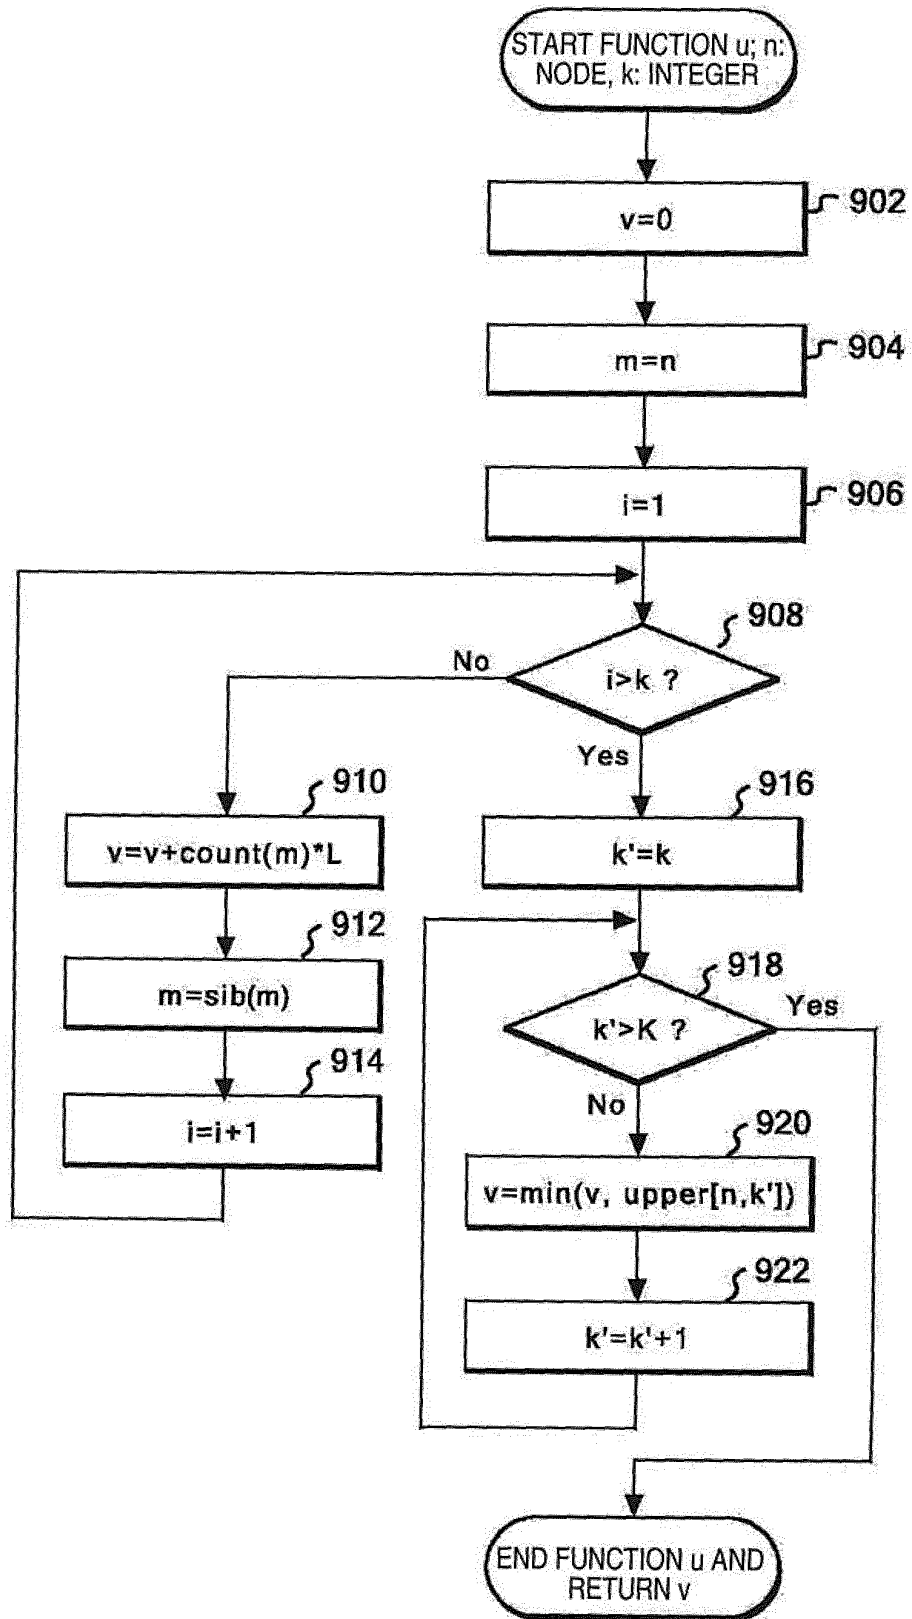 START FUNCTION u; n:
NODE, k: INTEGER
v=0
902
m=n
904
i=1
906
908
i>k ?
No
Yes
910
v=v+count(m)*L
912
m=sib(m)
914
i=i+1
916
k'=k
918
k'>K ?
Yes
No
920
v=min(v, upper[n,k'])
922
k'=k'+1
END FUNCTION u AND
RETURN v